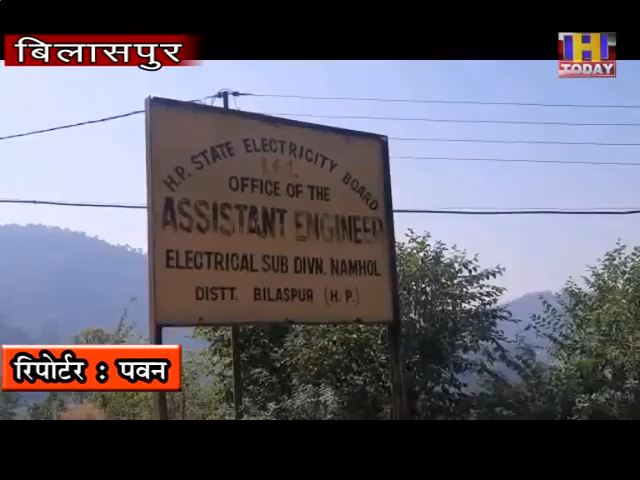 बिलासपुर
H
TODAY
H.P. STATE ELECTRICITY BOARD
OFFICE OF THE
ASSISTANT ENGINEER
ELECTRICAL SUB DIVN. NAMHOL
DISTT. BILASPUR (H.P.)
रिपोर्टर : पवन